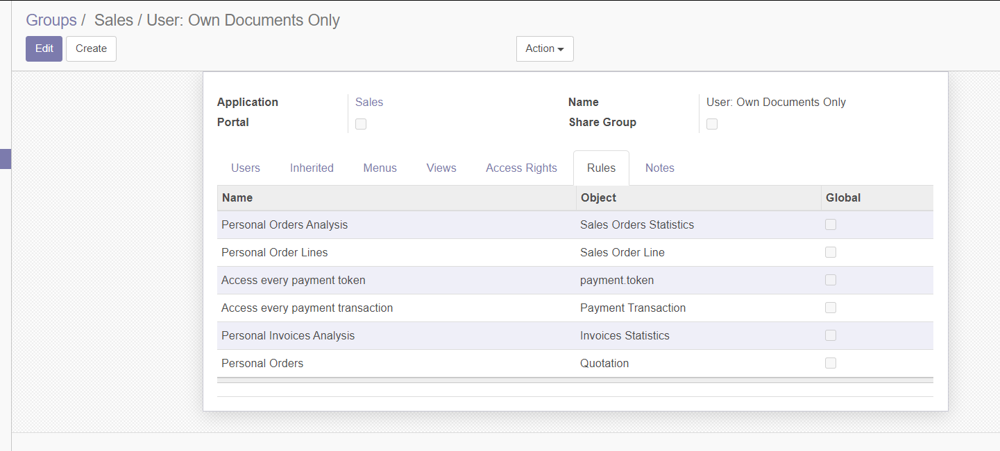 Groups / Sales / User: Own Documents Only
Edit Create Action
Application Sales Name User: Own Documents Only
Portal Share Group
Users Inherited Menus Views Access Rights Rules Notes
Name Object Global
Personal Orders Analysis Sales Orders Statistics
Personal Order Lines Sales Order Line
Access every payment token payment.token
Access every payment transaction Payment Transaction
Personal Invoices Analysis Invoices Statistics
Personal Orders Quotation